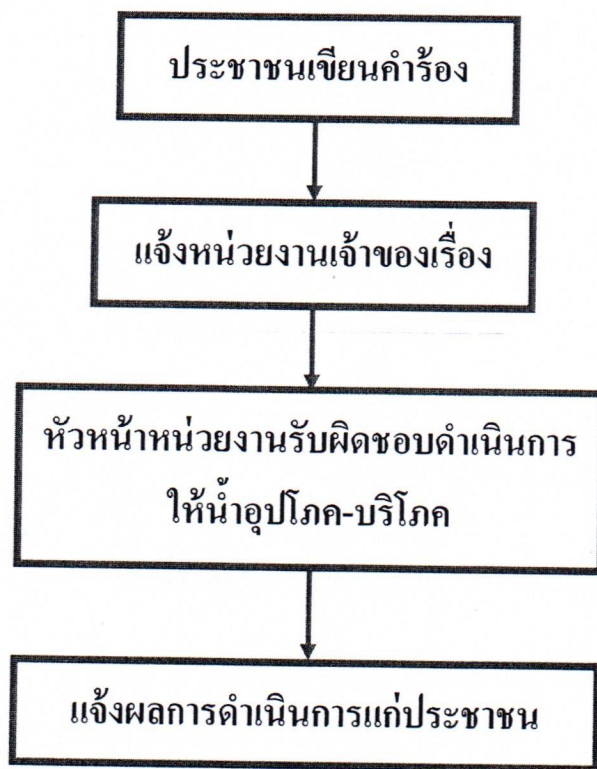 ประชาชนเขียนคำร้อง
แจ้งหน่วยงานเจ้าของเรื่อง
หัวหน้าหน่วยงานรับผิดชอบดำเนินการ
ให้น้ำอุปโภค-บริโภค
แจ้งผลการดำเนินการแก่ประชาชน